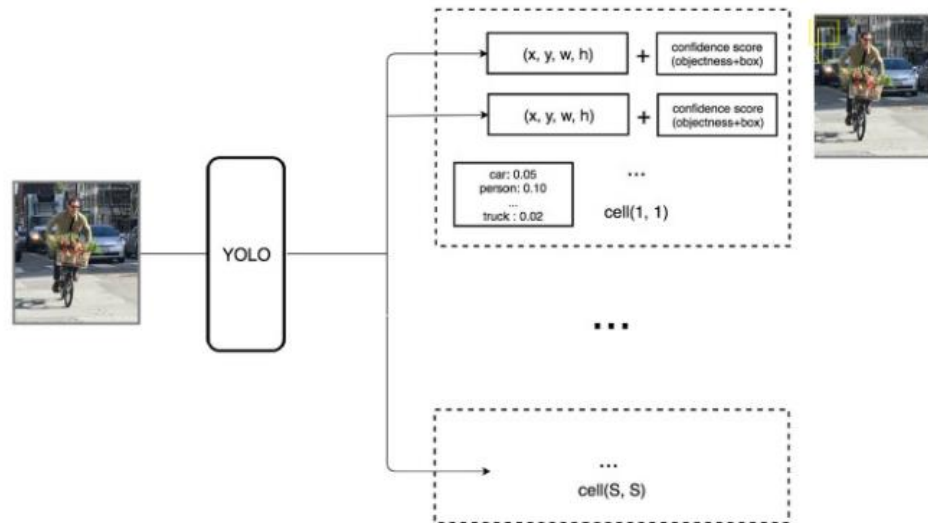 (x, y, w, h)
+
confidence score
(objectness+box)
(x, y, w, h)
+
confidence score
(objectness+box)
car: 0.05
person: 0.10
...
truck : 0.02
...
cell(1, 1)
YOLO
...
...
cell(S, S)